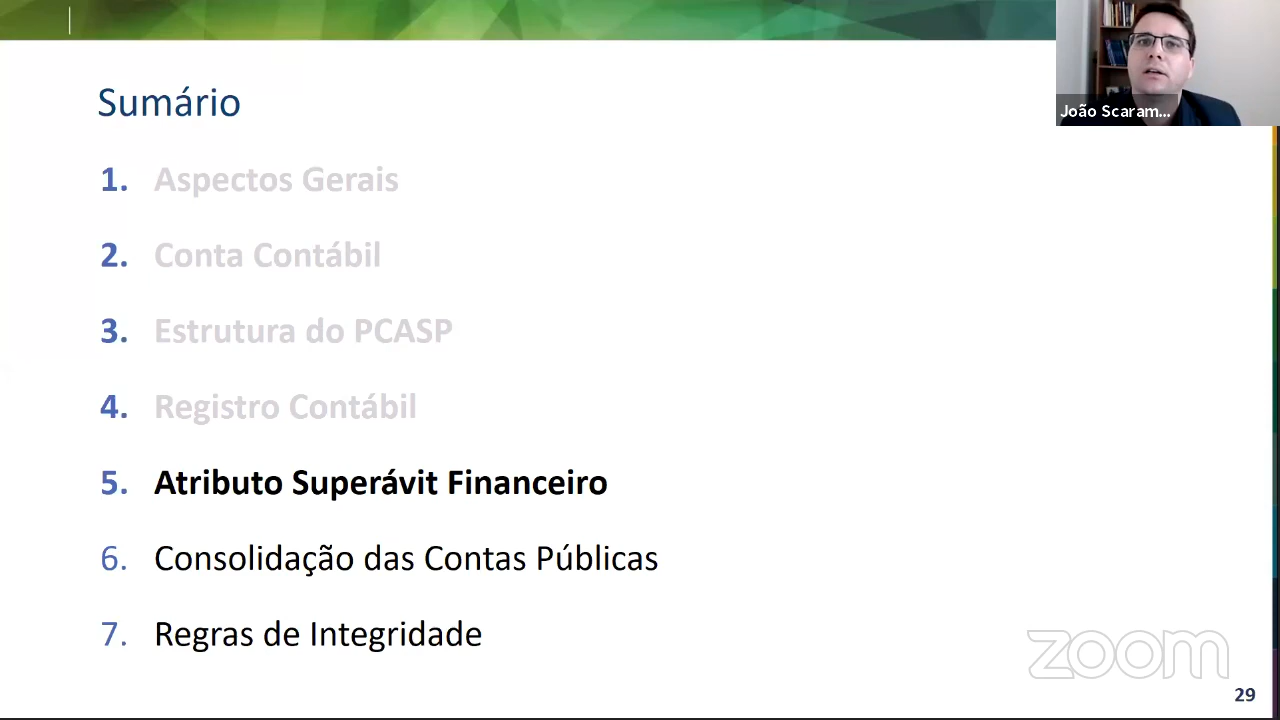 Sumário
João Scaram...
1. Aspectos Gerais
2. Conta Contábil
3. Estrutura do PCASP
4. Registro Contábil
5. Atributo Superávit Financeiro
6. Consolidação das Contas Públicas
7. Regras de Integridade
zoom
29